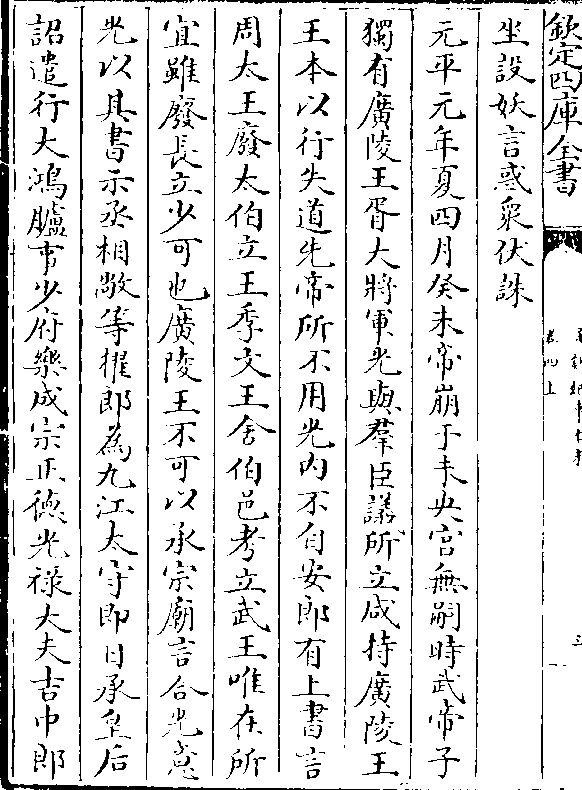 欽定四庫全書
卷四上
坐設妖言惑衆伏誅
元平元年夏四月癸未帝崩于未央宫無嗣時武帝子
獨有廣陵王胥大將軍光與羣臣議所立咸持廣陵王
王本以行失道先帝所不用光内不自安郎有上書言
周太王廢太伯立王季文王舍伯邑考立武王唯在所
宜雖廢長立少可也廣陵王不可以承宗廟言合光意
光以其書示丞相敞等擢郎為九江太守即日承皇后
詔遣行大鴻臚事少府樂成宗正德光禄大夫吉中郎